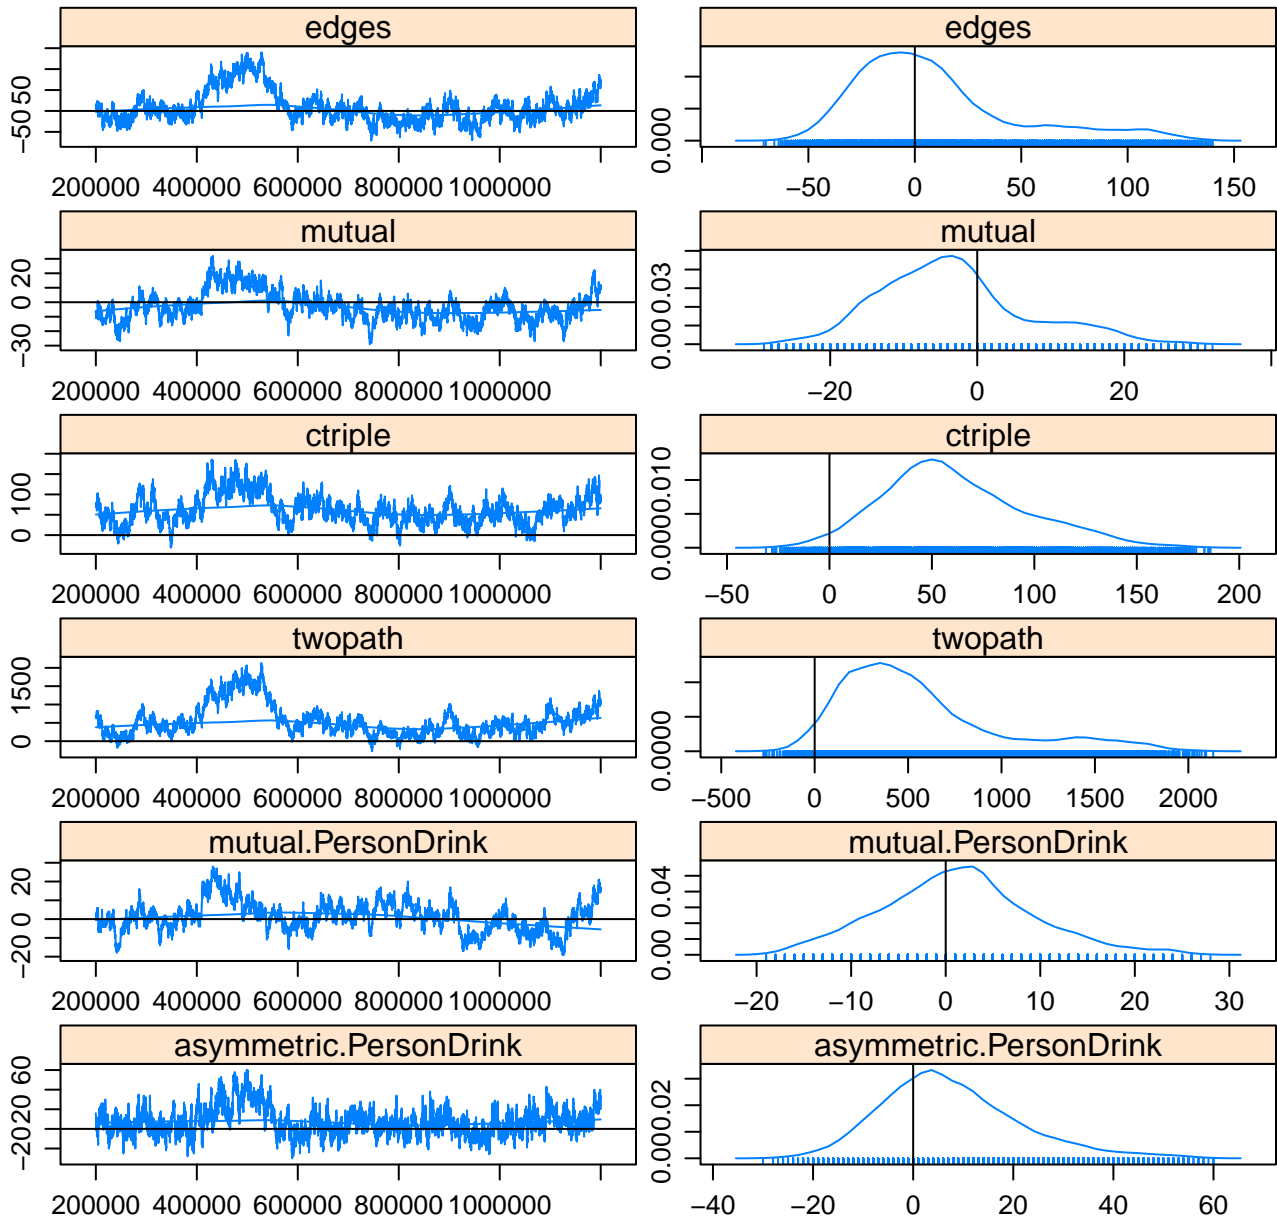 edges edges
−50 50
0.000
200000 400000 600000 800000 1000000
−50 0 50 100 150
mutual mutual
−30 0 20
0.00 0.03
200000 400000 600000 800000 1000000
−20 0 20
ctriple ctriple
0 100
0.000 0.010
200000 400000 600000 800000 1000000
−50 0 50 100 150 200
twopath twopath
0 1500
0.0000
200000 400000 600000 800000 1000000
−500 0 500 1000 1500 2000
mutual.PersonDrink mutual.PersonDrink
−20 0 20
0.00 0.04
200000 400000 600000 800000 1000000
−20 −10 0 10 20 30
asymmetric.PersonDrink asymmetric.PersonDrink
−20 20 60
0.00 0.02
200000 400000 600000 800000 1000000
−40 −20 0 20 40 60